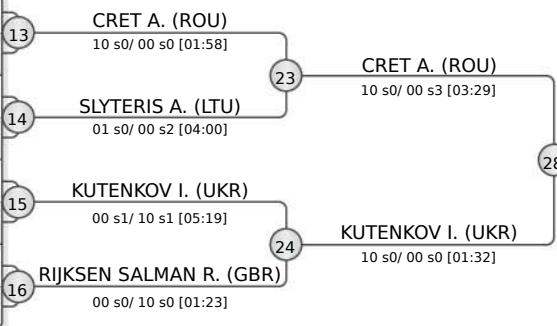 13
CRET A. (ROU)
10 s0/ 00 s0 [01:58]
23
CRET A. (ROU)
10 s0/ 00 s3 [03:29]
14
SLYTERIS A. (LTU)
01 s0/ 00 s2 [04:00]
28
15
KUTENKOV I. (UKR)
00 s1/ 10 s1 [05:19]
24
KUTENKOV I. (UKR)
10 s0/ 00 s0 [01:32]
16
RIJKSEN SALMAN R. (GBR)
00 s0/ 10 s0 [01:23]